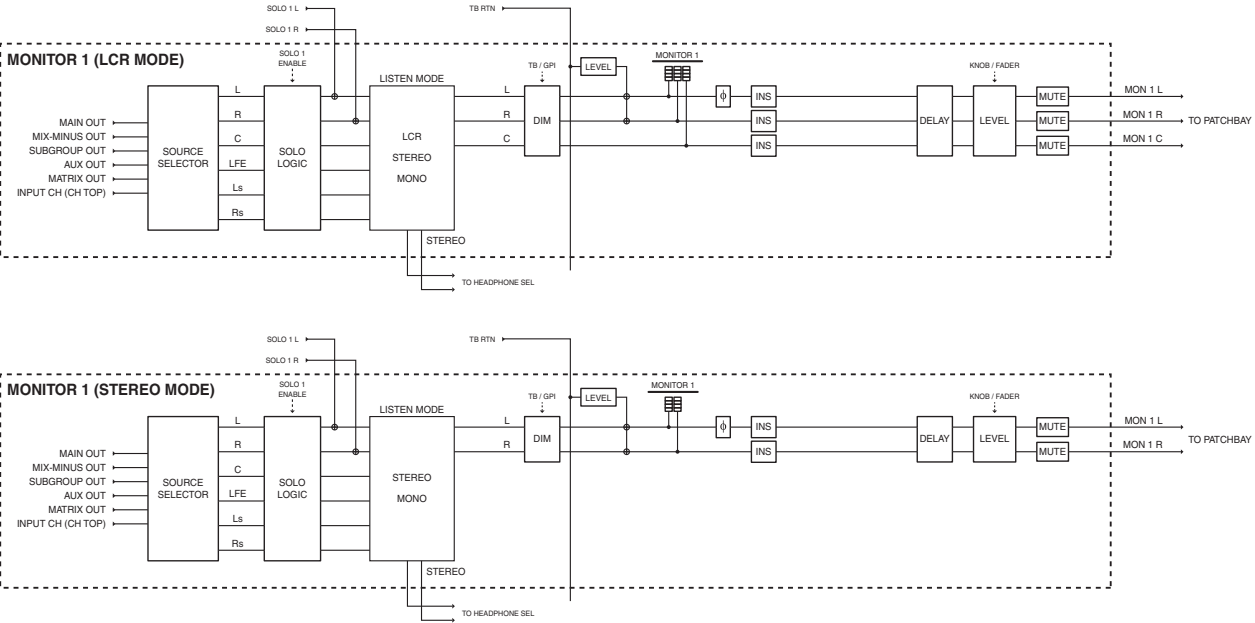 SOLO 1 L
TB RTN
SOLO 1 R
MONITOR 1 (LCR MODE)
SOLO 1
ENABLE
LISTEN MODE
TB / GPI
LEVEL
MONITOR 1
KNOB / FADER
MAIN OUT
MIX-MINUS OUT
SUBGROUP OUT
AUX OUT
MATRIX OUT
INPUT CH (CH TOP)
SOURCE
SELECTOR
L
R
C
LFE
Ls
Rs
SOLO
LOGIC
LCR
STEREO
MONO
L
R
C
DIM
ϕ
INS
INS
INS
DELAY
LEVEL
MUTE
MUTE
MUTE
MON 1 L
MON 1 R
MON 1 C
TO PATCHBAY
STEREO
TO HEADPHONE SEL
SOLO 1 L
TB RTN
SOLO 1 R
MONITOR 1 (STEREO MODE)
SOLO 1
ENABLE
LISTEN MODE
TB / GPI
LEVEL
MONITOR 1
KNOB / FADER
MAIN OUT
MIX-MINUS OUT
SUBGROUP OUT
AUX OUT
MATRIX OUT
INPUT CH (CH TOP)
SOURCE
SELECTOR
L
R
C
LFE
Ls
Rs
SOLO
LOGIC
STEREO
MONO
L
R
DIM
ϕ
INS
INS
DELAY
LEVEL
MUTE
MUTE
MON 1 L
MON 1 R
TO PATCHBAY
STEREO
TO HEADPHONE SEL